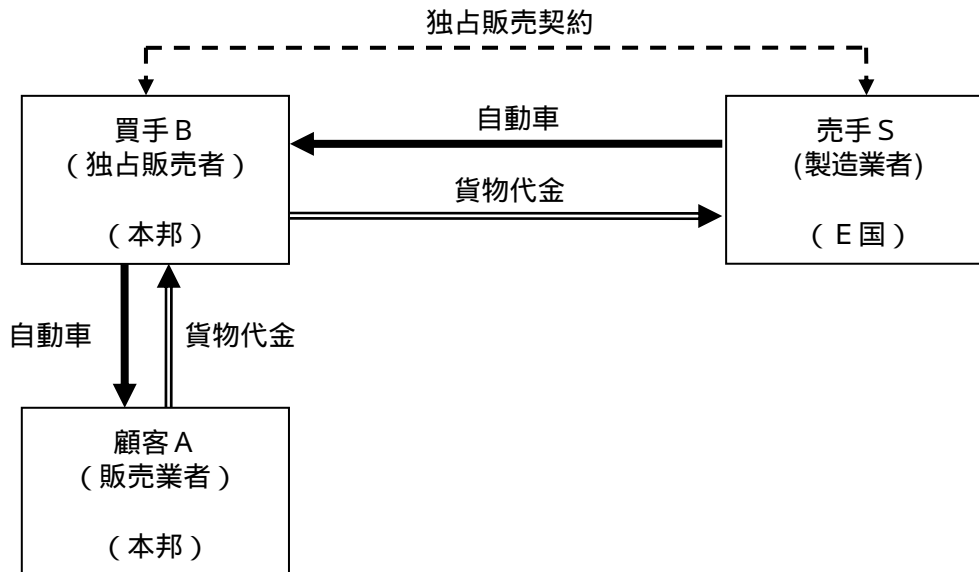 独占販売契約
買手B
（独占販売者）
（本邦）
自動車
貨物代金
売手S
(製造業者)
（E国）
自動車
貨物代金
顧客A
（販売業者）
（本邦）